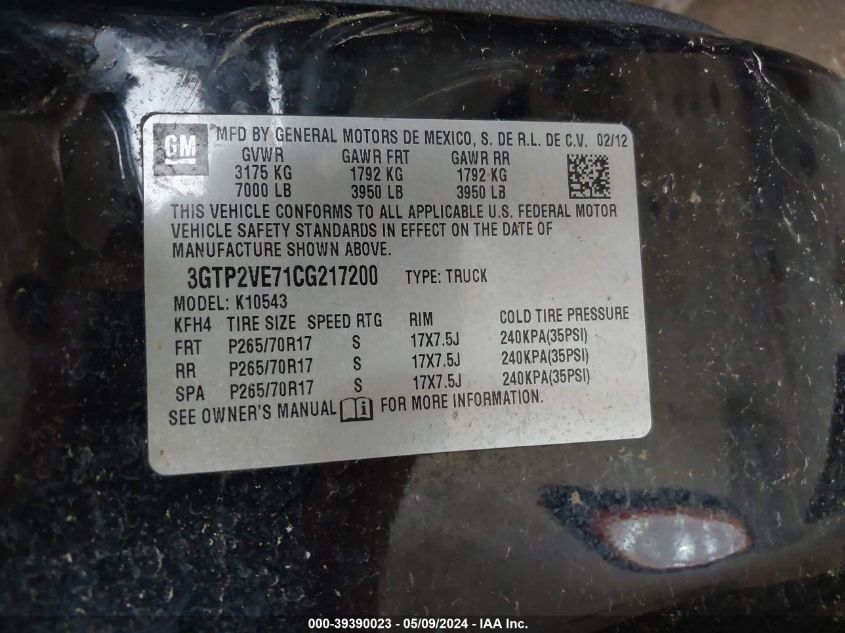 GM MFD BY GENERAL MOTORS DE MEXICO, S. DE R.L. DE C.V. 02/12
GVWR GAWR FRT GAWR RR
3175 KG 1792 KG 1792 KG
7000 LB 3950 LB 3950 LB
THIS VEHICLE CONFORMS TO ALL APPLICABLE U.S. FEDERAL MOTOR
VEHICLE SAFETY STANDARDS IN EFFECT ON THE DATE OF
MANUFACTURE SHOWN ABOVE.
3GTP2VE71CG217200 TYPE: TRUCK
MODEL: K10543
KFH4 TIRE SIZE SPEED RTG RIM COLD TIRE PRESSURE
FRT P265/70R17 S 17X7.5J 240KPA(35PSI)
RR P265/70R17 S 17X7.5J 240KPA(35PSI)
SPA P265/70R17 S 17X7.5J 240KPA(35PSI)
SEE OWNER'S MANUAL i FOR MORE INFORMATION.
000-39390023 - 05/09/2024 - IAA Inc.